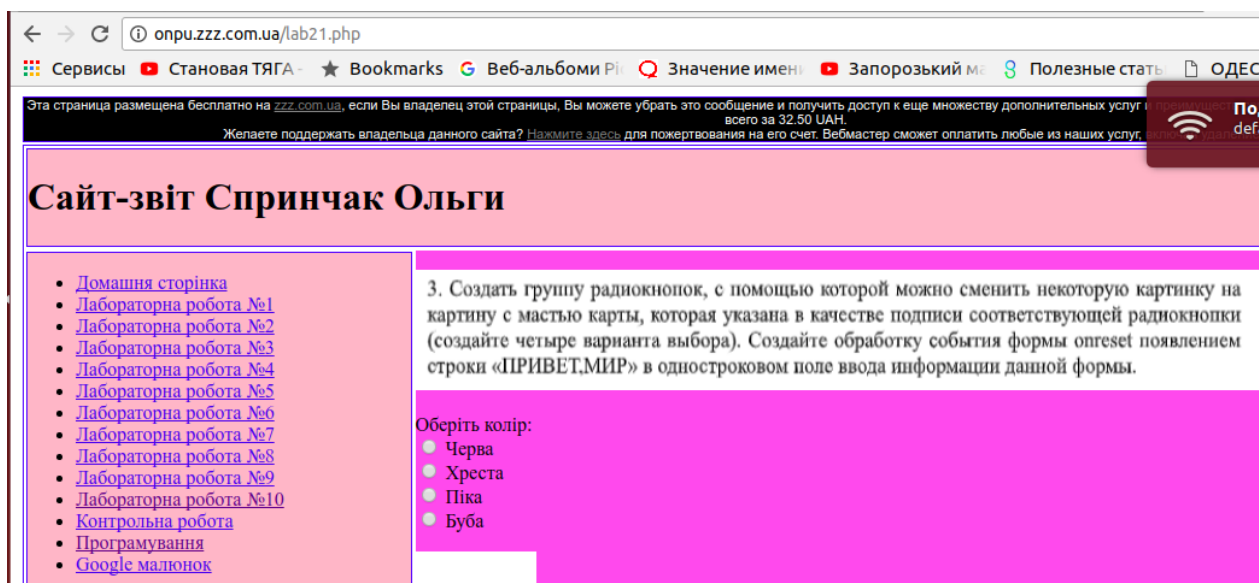 onpu.zzz.com.ua/lab21.php
Сервисы Становая ТЯГА - Bookmarks Веб-альбоми Pi Значение имен Запорозький ма Полезные стать ОДЕС
Эта страница размещена бесплатно на zzz.com.ua, если Вы владелец этой страницы, Вы можете убрать это сообщение и получить доступ к еще множеству дополнительных услуг и преимущест
всего за 32.50 UAH.
Желаете поддержать владельца данного сайта? Нажмите здесь для пожертвования на его счет. Вебмастер сможет оплатить любые из наших услуг,
По
defa
Сайт-звіт Спринчак Ольги
Домашня сторінка
Лабораторна робота №1
Лабораторна робота №2
Лабораторна робота №3
Лабораторна робота №4
Лабораторна робота №5
Лабораторна робота №6
Лабораторна робота №7
Лабораторна робота №8
Лабораторна робота №9
Лабораторна робота №10
Контрольна робота
Програмування
Google малюнок
3. Создать группу радиокнопок, с помощью которой можно сменить некоторую картинку на
картину с мастью карты, которая указана в качестве подписи соответствующей радиокнопки
(создайте четыре варианта выбора). Создайте обработку события формы onreset появлением
строки «ПРИВЕТ,МИР» в однострочном поле ввода информации данной формы.
Оберіть колір:
Черва
Хреста
Піка
Буба